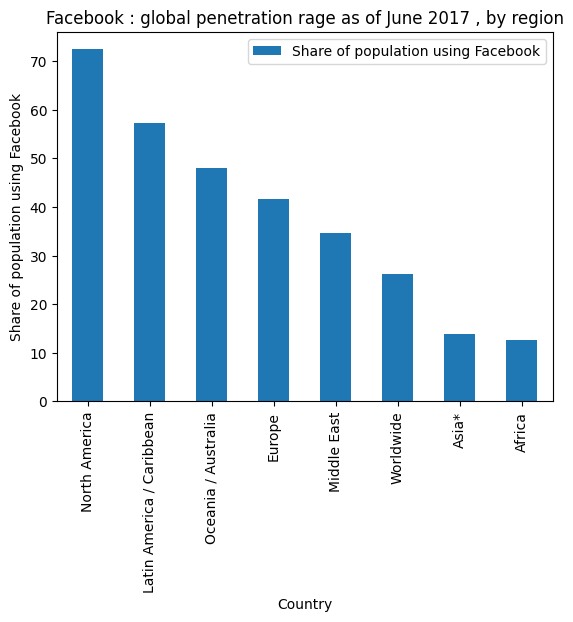 Facebook : global penetration rage as of June 2017 , by region
Share of population using Facebook
Share of population using Facebook
70
60
50
40
30
20
10
0
North America
Latin America / Caribbean
Oceania / Australia
Europe
Middle East
Worldwide
Asia*
Africa
Country